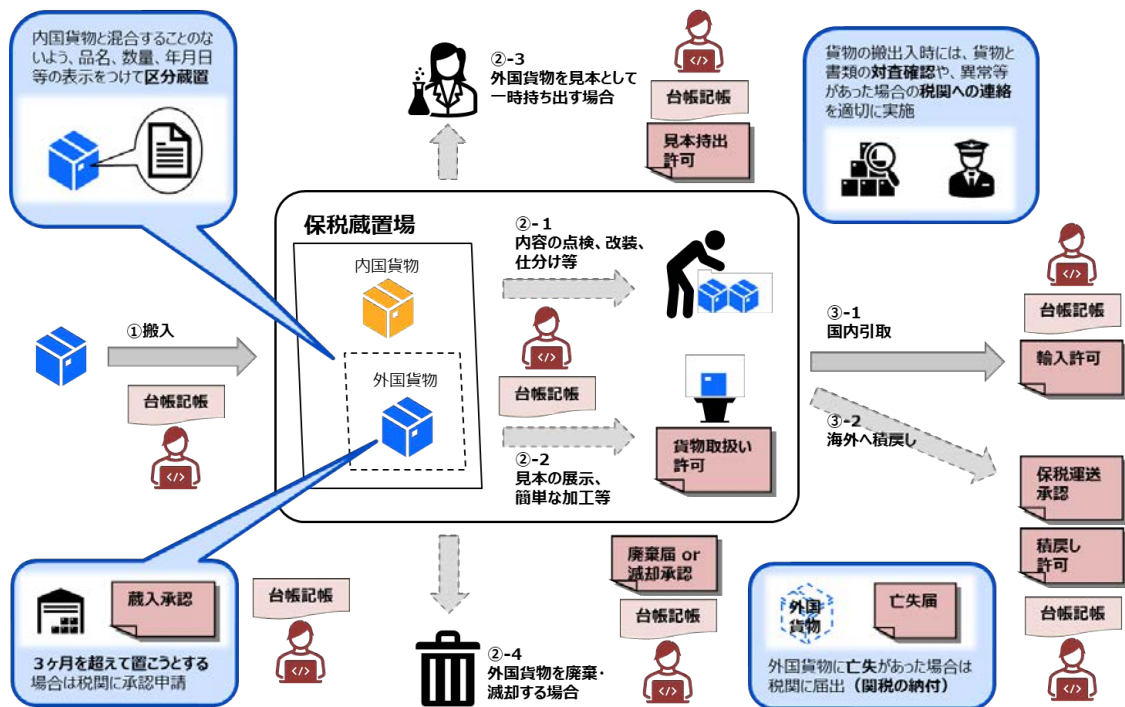 内国貨物と混合することのな
いよう、品名、数量、年月日
等の表示をつけて区分蔵置
②-3
外国貨物を見本として
一時持ち出す場合
台帳記帳
見本持出
許可
貨物の搬出入時には、貨物と
書類の対査確認や、異常等
があった場合の税関への連絡
を適切に実施
保税蔵置場
内国貨物
外国貨物
②-1
内容の点検、改装、
仕分け等
台帳記帳
②-2
見本の展示、
簡単な加工等
貨物取扱い
許可
①搬入
台帳記帳
</>
③-1
国内引取
台帳記帳
輸入許可
③-2
海外へ積戻し
保税運送
承認
積戻し
許可
台帳記帳
</>
蔵入承認
3ヶ月を超えて置こうとする
場合は税関に承認申請
台帳記帳
</>
②-4
外国貨物を廃棄・
滅却する場合
廃棄届 or
滅却承認
台帳記帳
</>
外国
貨物
亡失届
外国貨物に亡失があった場合は
税関に届出(関税の納付)
</>
</>
</>